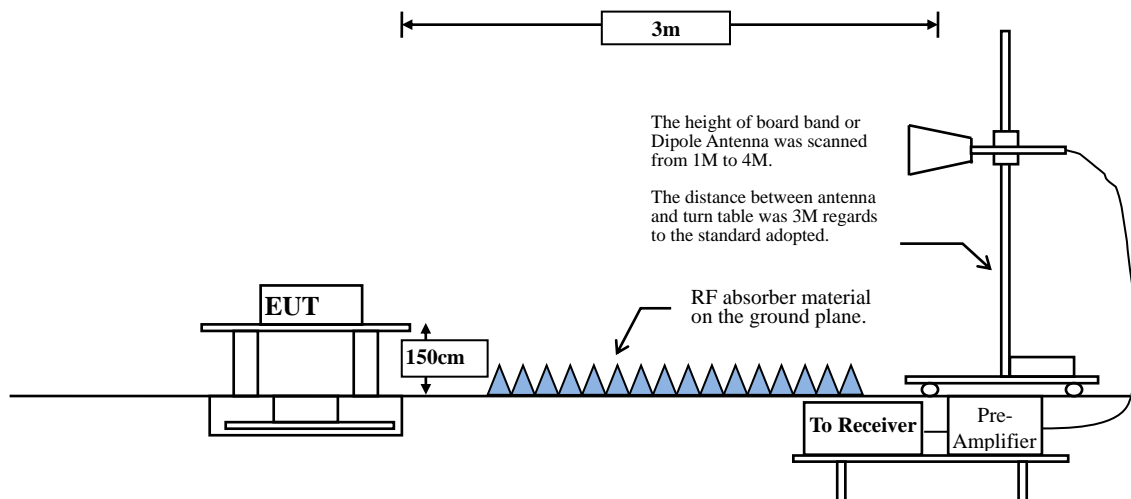 3m
The height of board band or
Dipole Antenna was scanned
from 1M to 4M.
The distance between antenna
and turn table was 3M regards
to the standard adopted.
EUT
RF absorber material
on the ground plane.
150cm
To Receiver
Pre-
Amplifier